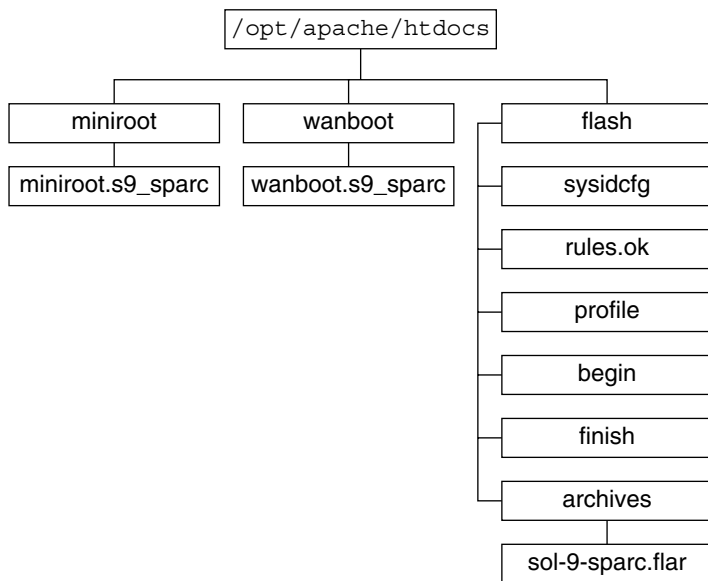 /opt/apache/htdocs
miniroot
wanboot
flash
miniroot.s9_sparc
wanboot.s9_sparc
sysidcfg
rules.ok
profile
begin
finish
archives
sol-9-sparc.flar